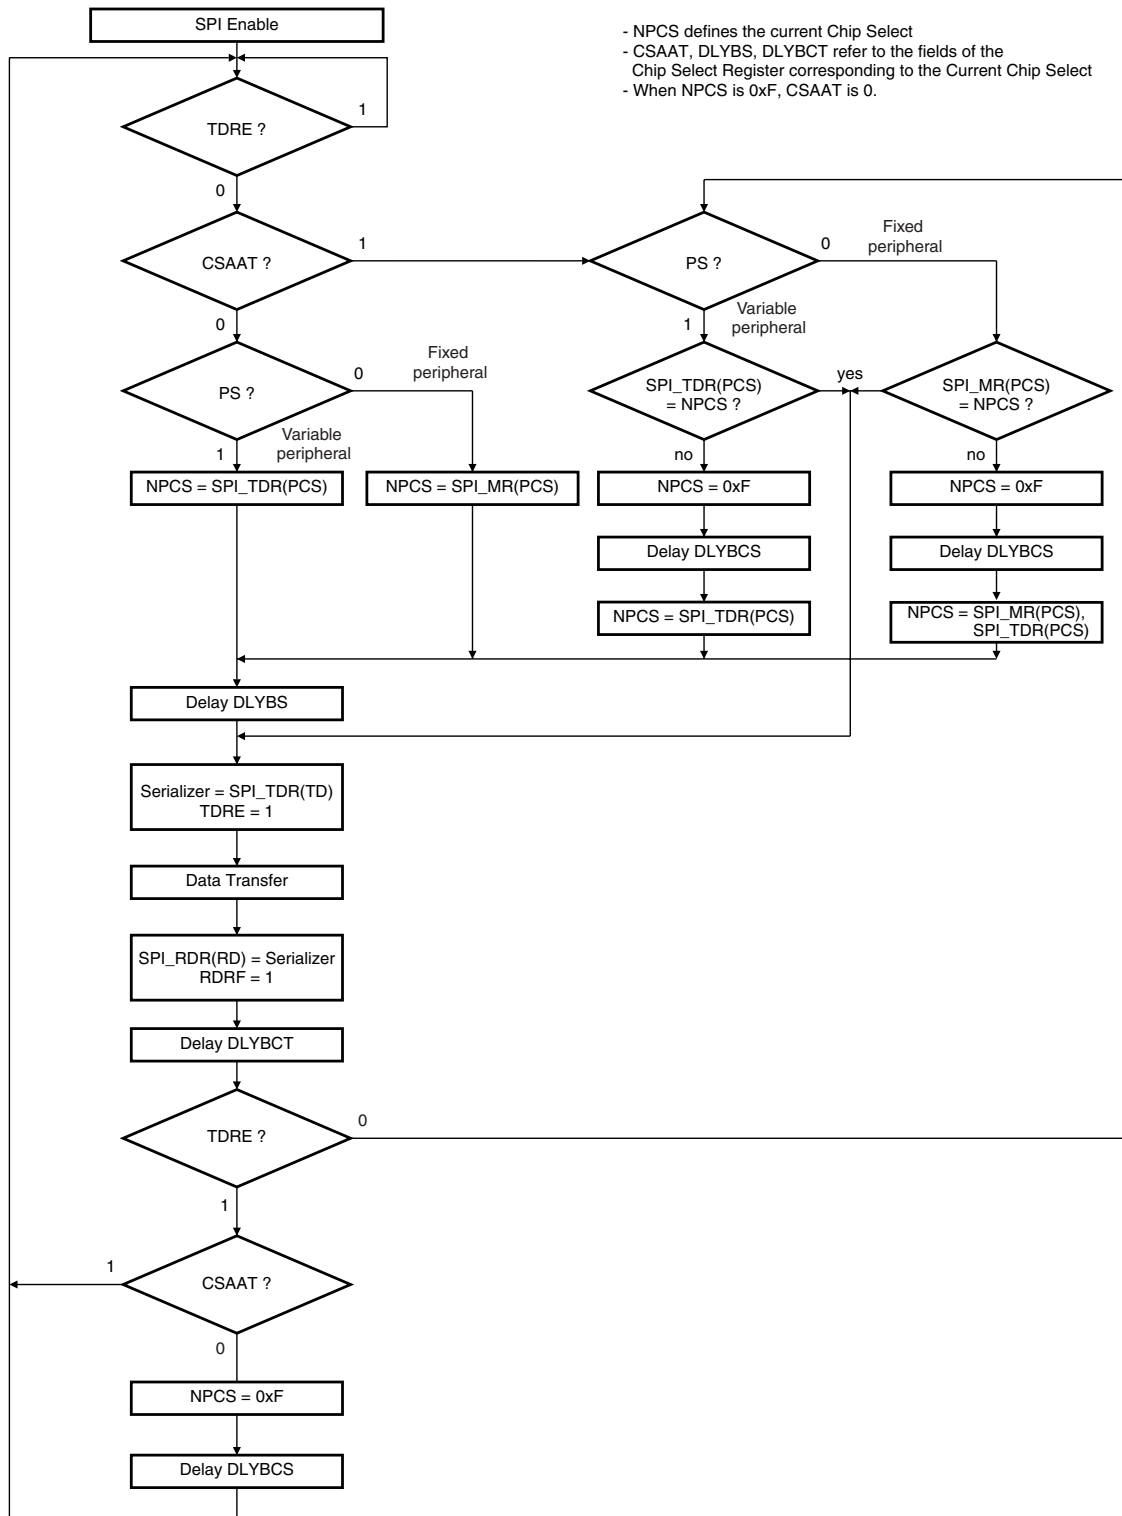 SPI Enable
- NPCS defines the current Chip Select
- CSAAT, DLYBS, DLYBCT refer to the fields of the
Chip Select Register corresponding to the Current Chip Select
- When NPCS is 0xF, CSAAT is 0.
TDRE ?
1
0
CSAAT ?
1
0
PS ?
0
Fixed
peripheral
1
Variable
peripheral
NPCS = SPI_TDR(PCS)
NPCS = SPI_MR(PCS)
PS ?
0
Fixed
peripheral
1
Variable
peripheral
SPI_TDR(PCS)
= NPCS ?
yes
SPI_MR(PCS)
= NPCS ?
no
NPCS = 0xF
Delay DLYBCS
NPCS = SPI_TDR(PCS)
no
NPCS = 0xF
Delay DLYBCS
NPCS = SPI_MR(PCS),
SPI_TDR(PCS)
Delay DLYBS
Serializer = SPI_TDR(TD)
TDRE = 1
Data Transfer
SPI_RDR(RD) = Serializer
RDRF = 1
Delay DLYBCT
TDRE ?
0
1
CSAAT ?
1
0
NPCS = 0xF
Delay DLYBCS